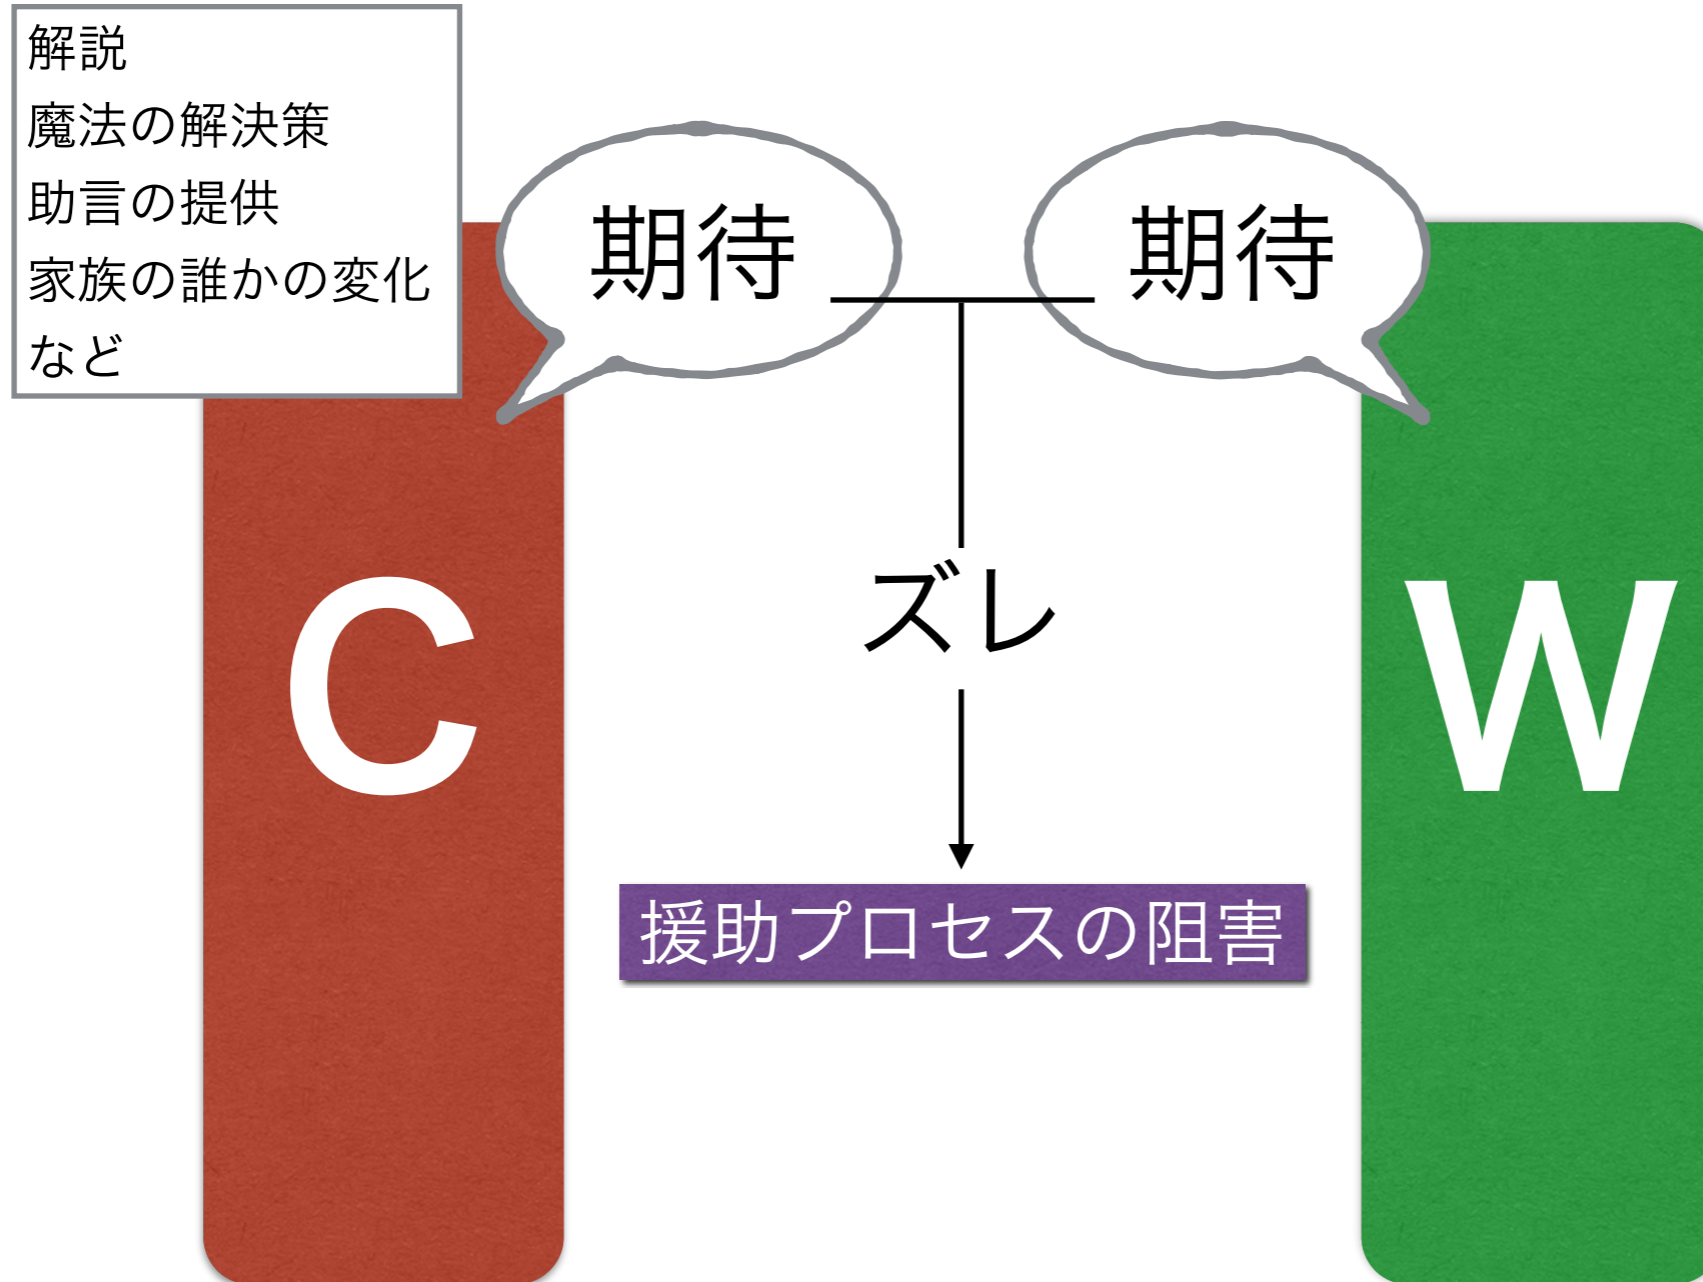 解説
魔法の解決策
助言の提供
家族の誰かの変化
など
期待
期待
C
ズレ
W
援助プロセスの阻害